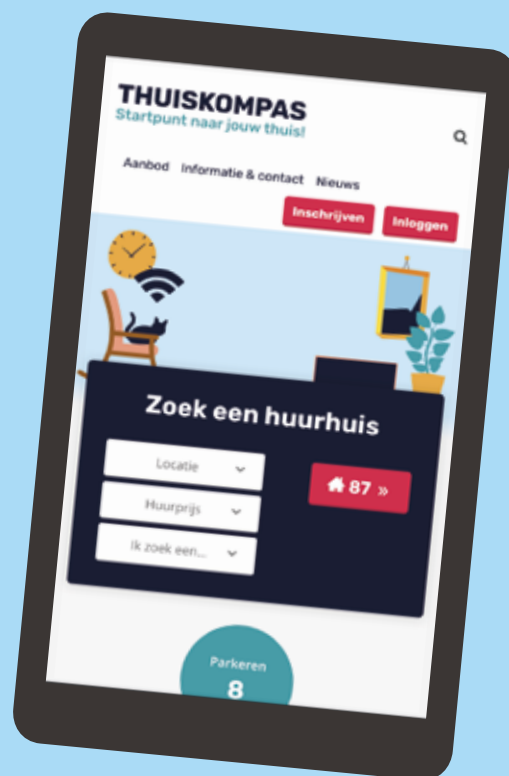 THUISKOMPAS
Startpunt naar jouw thuis!
Aanbod Informatie & contact Nieuws
Inschrijven Inloggen
Zoek een huurhuis
Locatie
87 »
Huurprijs
Ik zoek een...
Parkeren
8